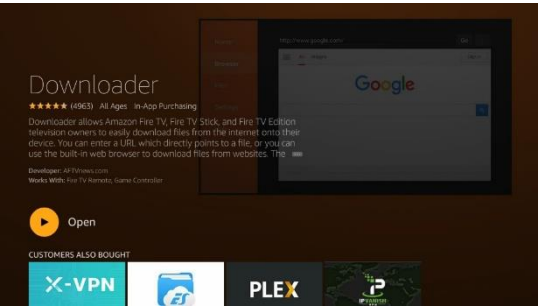 http://www.google.com/
Go
Browser
Google
Downloader
(4963) All Ages In-App Purchasing
Downloader allows Amazon Fire TV, Fire TV Stick, and Fire TV Edition
television owners to easily download files from the internet onto their
device. You can enter a URL which directly points to a file, or you can
use the built-in web browser to download files from websites. The
Developer: AFTVnews.com
Works With: Fire TV Remote, Game Controller
Open
CUSTOMERS ALSO BOUGHT
X-VPN
ES
PLEX
IPVANISH